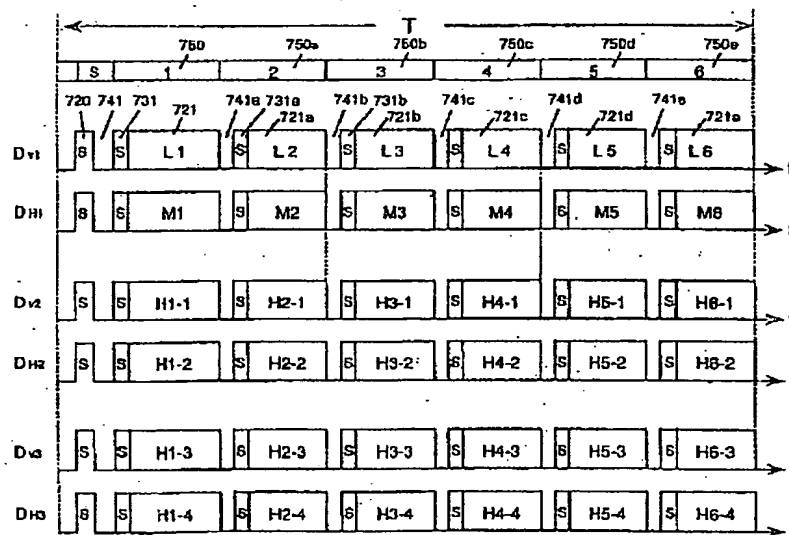 T
750 750a 750b 750c 750d 750e
S 1 2 3 4 5 6
720 741 731 721 741a 731a 721a 741b 731b 721b 741c 721c 741d 721d 741e 721e
Dv1 S S L1 S L2 S L3 S L4 S L5 S L6 t
DH1 S S M1 S M2 S M3 S M4 S M5 S M6
Dv2 S S H1-1 S H2-1 S H3-1 S H4-1 S H5-1 S H6-1
DH2 S S H1-2 S H2-2 S H3-2 S H4-2 S H5-2 S H6-2
Dv3 S S H1-3 S H2-3 S H3-3 S H4-3 S H5-3 S H6-3
DH3 S S H1-4 S H2-4 S H3-4 S H4-4 S H5-4 S H6-4